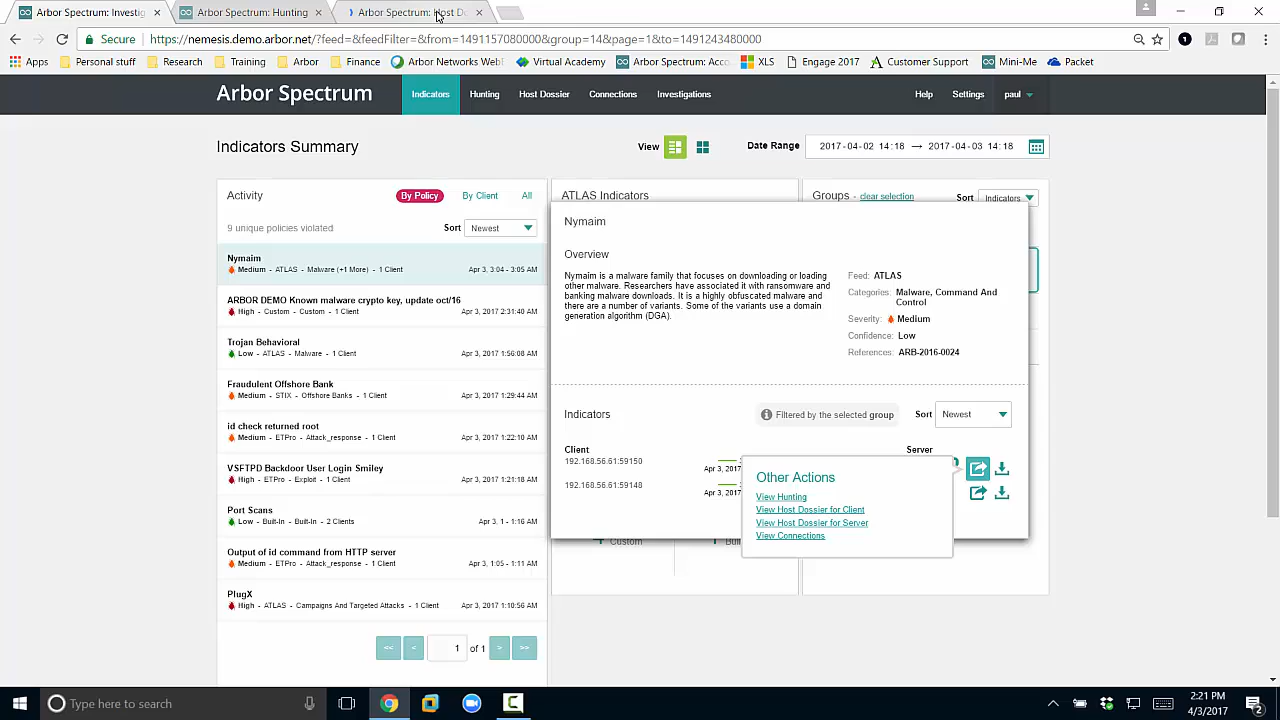 Arbor Spectrum: Investig
Arbor Spectrum: Hunting
Arbor Spectrum: Host Do
Secure
https://nemesis.demo.arbor.net/?feed=&feedFilter=&from=1491157080000&group=14&page=1&to=1491243480000
Apps
Personal stuff
Research
Training
Arbor
Finance
Arbor Networks WebE
Virtual Academy
Arbor Spectrum: Acco
XLS
Engage 2017
Customer Support
Mini-Me
Packet
Arbor Spectrum
Indicators
Hunting
Host Dossier
Connections
Investigations
Help
Settings
paul
Indicators Summary
View
Date Range
2017-04-02 14:18 → 2017-04-03 14:18
Activity
By Policy
By Client
All
9 unique policies violated
Sort
Newest
Nymaim
Medium - ATLAS - Malware (+1 More) - 1 Client
Apr 3, 3:04 - 3:05 AM
ARBOR DEMO Known malware crypto key, update oct/16
High - Custom - Custom - 1 Client
Apr 3, 2017 2:31:40 AM
Trojan Behavioral
Low - ATLAS - Malware - 1 Client
Apr 3, 2017 1:56:08 AM
Fraudulent Offshore Bank
Medium - STIX - Offshore Banks - 1 Client
Apr 3, 2017 1:29:44 AM
id check returned root
Medium - ETPro - Attack_response - 1 Client
Apr 3, 2017 1:22:10 AM
VSFTPD Backdoor User Login Smiley
High - ETPro - Exploit - 1 Client
Apr 3, 2017 1:21:18 AM
Port Scans
Low - Built-In - Built-In - 2 Clients
Apr 3, 1 - 1:16 AM
Output of id command from HTTP server
Medium - ETPro - Attack_response - 1 Client
Apr 3, 1:05 - 1:11 AM
PlugX
High - ATLAS - Campaigns And Targeted Attacks - 1 Client
Apr 3, 2017 1:10:56 AM
<<
<
1
of 1
>
>>
ATLAS Indicators
Groups - clear selection
Sort
Indicators
Nymaim
Overview
Nymaim is a malware family that focuses on downloading or loading
other malware. Researchers have associated it with ransomware and
banking malware downloads. It is a highly obfuscated malware and
there are a number of variants. Some of the variants use a domain
generation algorithm (DGA).
Feed: ATLAS
Categories: Malware, Command And
Control
Severity: Medium
Confidence: Low
References: ARB-2016-0024
Indicators
Filtered by the selected group
Sort
Newest
Client
Server
192.168.56.61:59150
Apr 3, 2017
192.168.56.61:59148
Apr 3, 2017
Other Actions
View Hunting
View Host Dossier for Client
View Host Dossier for Server
View Connections
Custom
Type here to search
2:21 PM
4/3/2017
2